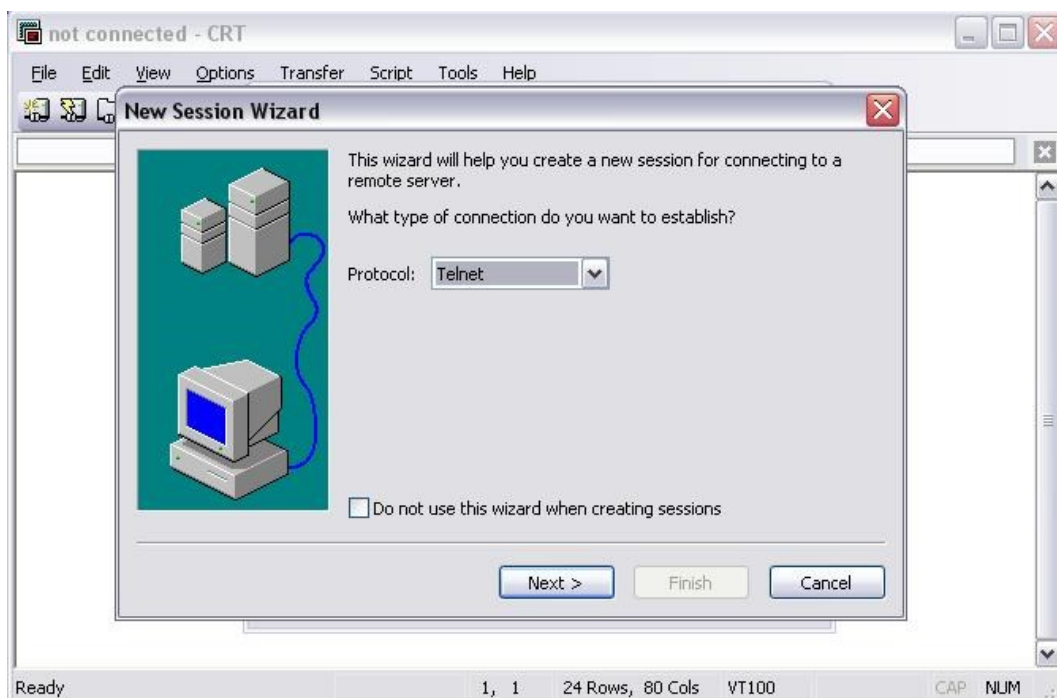 not connected - CRT
File Edit View Options Transfer Script Tools Help
New Session Wizard
This wizard will help you create a new session for connecting to a
remote server.
What type of connection do you want to establish?
Protocol: Telnet
Do not use this wizard when creating sessions
Next > Finish Cancel
Ready 1, 1 24 Rows, 80 Cols VT100 CAP NUM